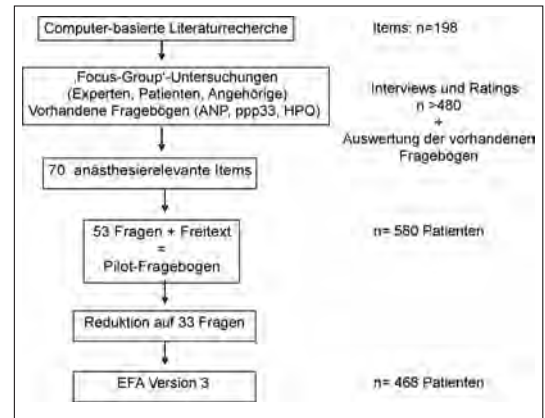 Computer-basierte Literaturrecherche
Items: n=198
‚Focus-Group'-Untersuchungen
(Experten, Patienten, Angehörige)
Vorhandene Fragebögen (ANP, ppp33, HPQ)
Interviews und Ratings
n >480
+
Auswertung der vorhandenen
Fragebögen
70 anästhesierelevante Items
53 Fragen + Freitext
=
Pilot-Fragebogen
n= 580 Patienten
Reduktion auf 33 Fragen
EFA Version 3
n= 468 Patienten